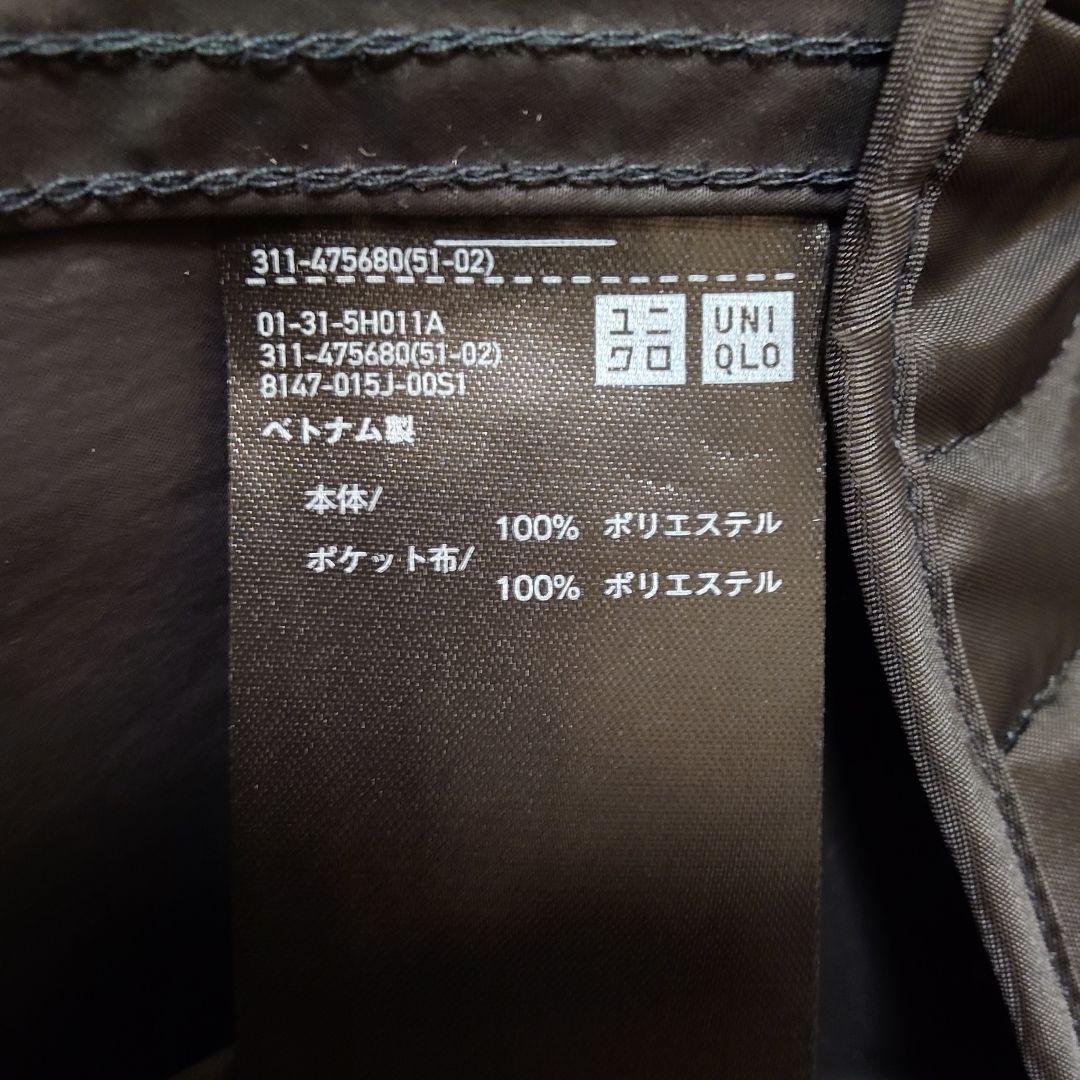 311-475680(51-02)
01-31-5H011A
311-475680(51-02)
8147-015J-00S1
ベトナム製
ユニ
クロ
UNI
QLO
本体/
100% ポリエステル
ポケット布/
100% ポリエステル